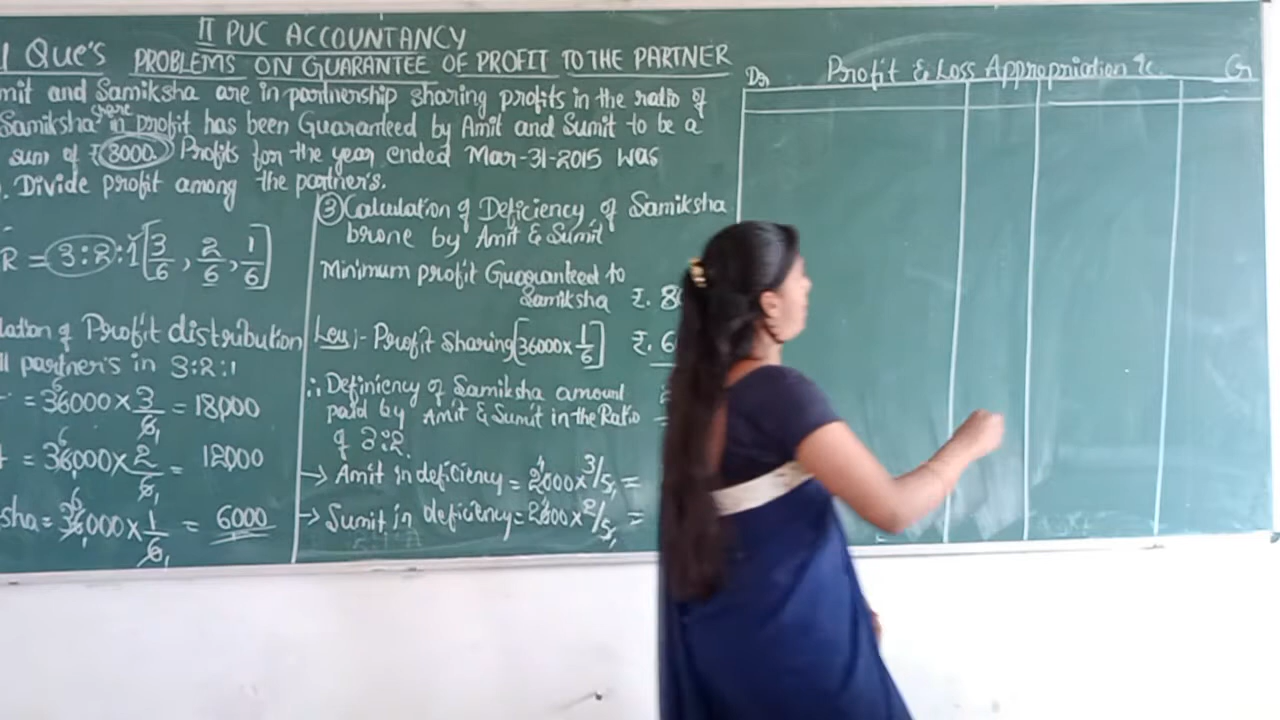 II PUC ACCOUNTANCY
Que's PROBLEMS ON GUARANTEE OF PROFIT TO THE PARTNER
mit and Samiksha are in partnership sharing profits in the ratio of
Samiksha share in profit has been Guaranteed by Amit and Sumit to be a
sum of ₹ 8000. Profits for the year ended Mar-31-2015 was
). Divide profit among the partner's.
R = 3:2:1 [3/6, 2/6, 1/6]
lation of Profit distribution
ll partner's in 3:2:1
= 36000 × 3/6 = 18000
t = 36000 × 2/6 = 12000
sha = 36000 × 1/6 = 6000
③ Calculation of Deficiency of Samiksha
brone by Amit & Sumit
Minimum profit Guaranteed to
Samiksha ₹. 80
Less :- Profit Sharing [36000 × 1/6] ₹. 6
∴ Definiency of Samiksha amount
paid by Amit & Sumit in the Ratio
of 3:2.
→ Amit in deficiency = 2000 × 3/5 =
→ Sumit in deficiency = 2000 × 2/5 =
Dr Profit & Loss Appropriation A/c Cr